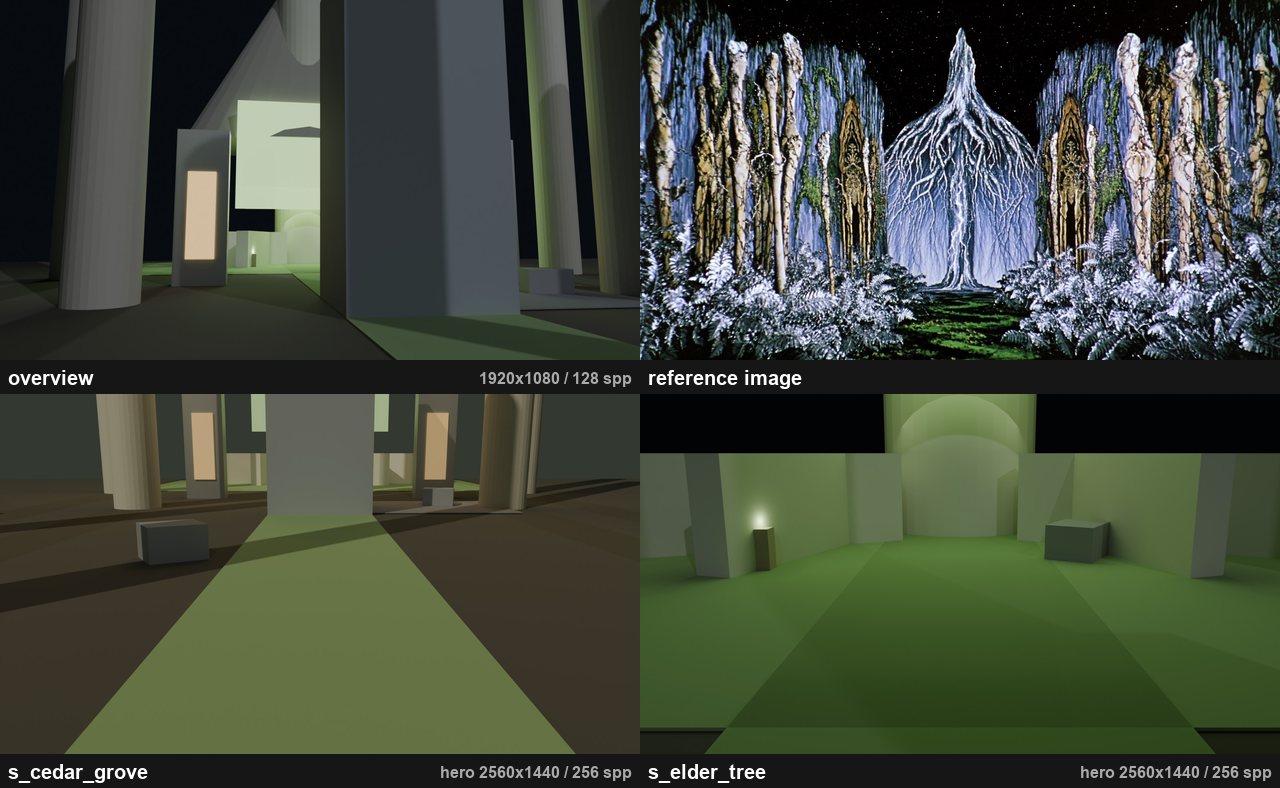 overview
1920x1080 / 128 spp
reference image
s_cedar_grove
hero 2560x1440 / 256 spp
s_elder_tree
hero 2560x1440 / 256 spp